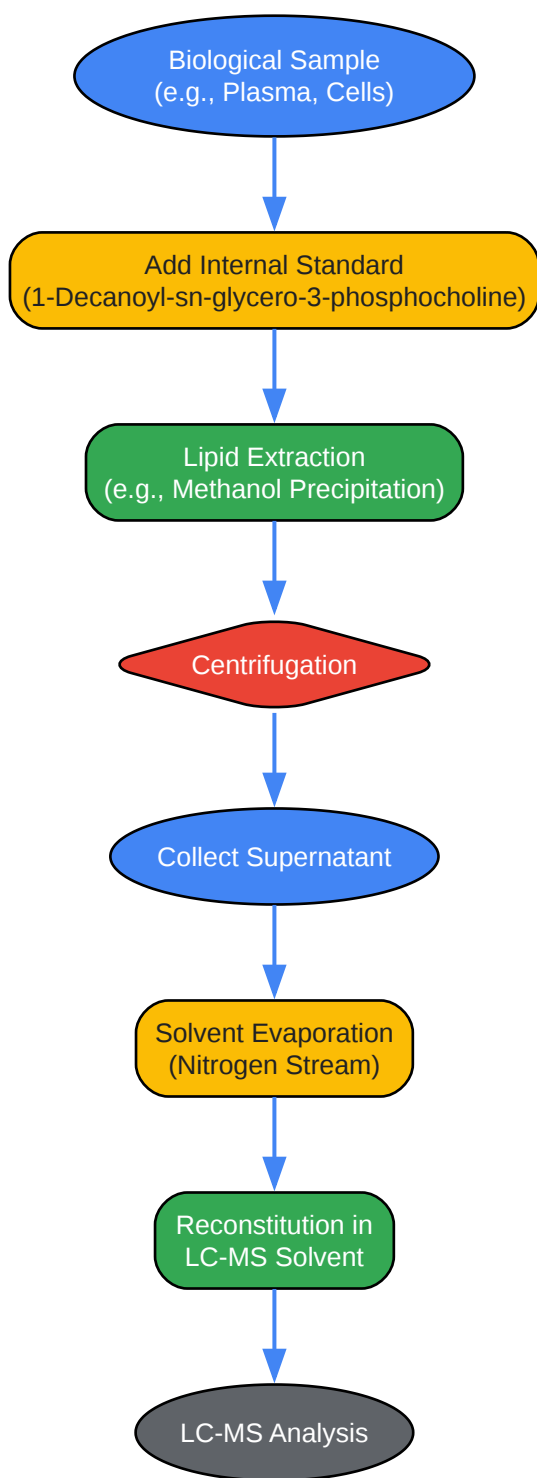 Biological Sample
(e.g., Plasma, Cells)
Add Internal Standard
(1-Decanoyl-sn-glycero-3-phosphocholine)
Lipid Extraction
(e.g., Methanol Precipitation)
Centrifugation
Collect Supernatant
Solvent Evaporation
(Nitrogen Stream)
Reconstitution in
LC-MS Solvent
LC-MS Analysis